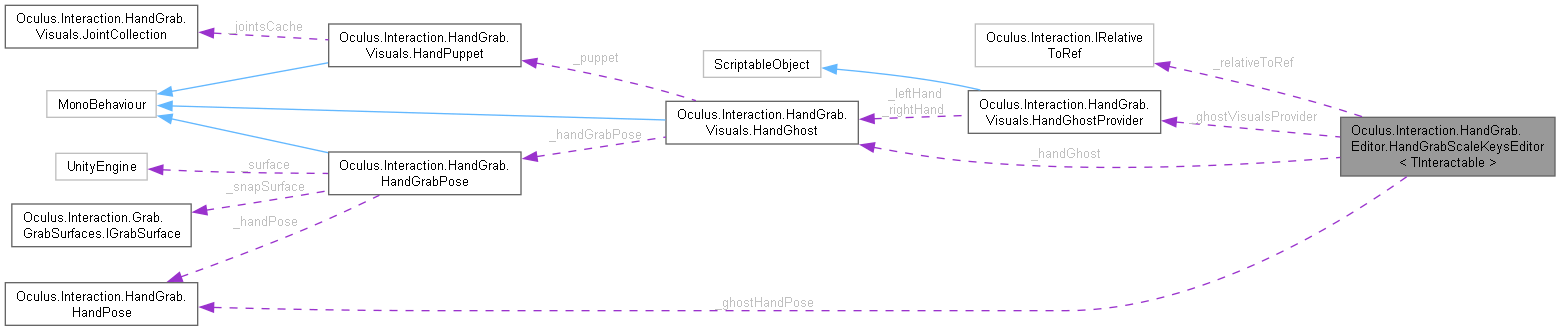 Oculus.Interaction.HandGrab.
Visuals.JointCollection
_jointsCache
Oculus.Interaction.HandGrab.
Visuals.HandPuppet
_puppet
MonoBehaviour
UnityEngine
_surface
_snapSurface
Oculus.Interaction.Grab.
GrabSurfaces.IGrabSurface
_handPose
Oculus.Interaction.HandGrab.
HandPose
Oculus.Interaction.HandGrab.
HandGrabPose
_handGrabPose
Oculus.Interaction.HandGrab.
Visuals.HandGhost
ScriptableObject
_leftHand
_rightHand
Oculus.Interaction.HandGrab.
Visuals.HandGhostProvider
Oculus.Interaction.IRelative
ToRef
_relativeToRef
_ghostVisualsProvider
_handGhost
_ghostHandPose
Oculus.Interaction.HandGrab.
Editor.HandGrabScaleKeysEditor
< TInteractable >